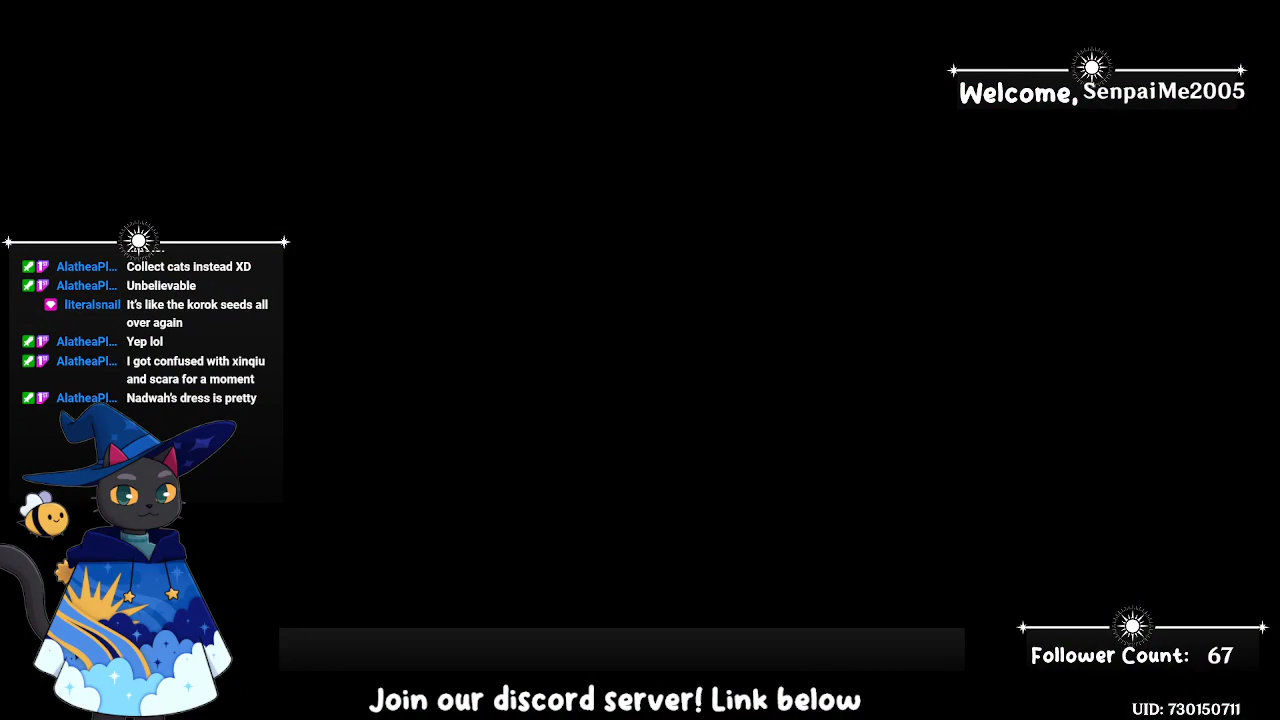 Welcome, SenpaiMe2005
AlatheaPl... Collect cats instead XD
AlatheaPl... Unbelievable
literalsnail It's like the korok seeds all
over again
AlatheaPl... Yep lol
AlatheaPl... I got confused with xinqiu
and scara for a moment
AlatheaPl... Nadwah's dress is pretty
Follower Count: 67
Join our discord server! Link below
UID: 730150711